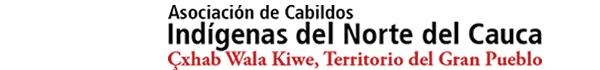 Asociación de Cabildos
Indígenas del Norte del Cauca
Çxhab Wala Kiwe, Territorio del Gran Pueblo